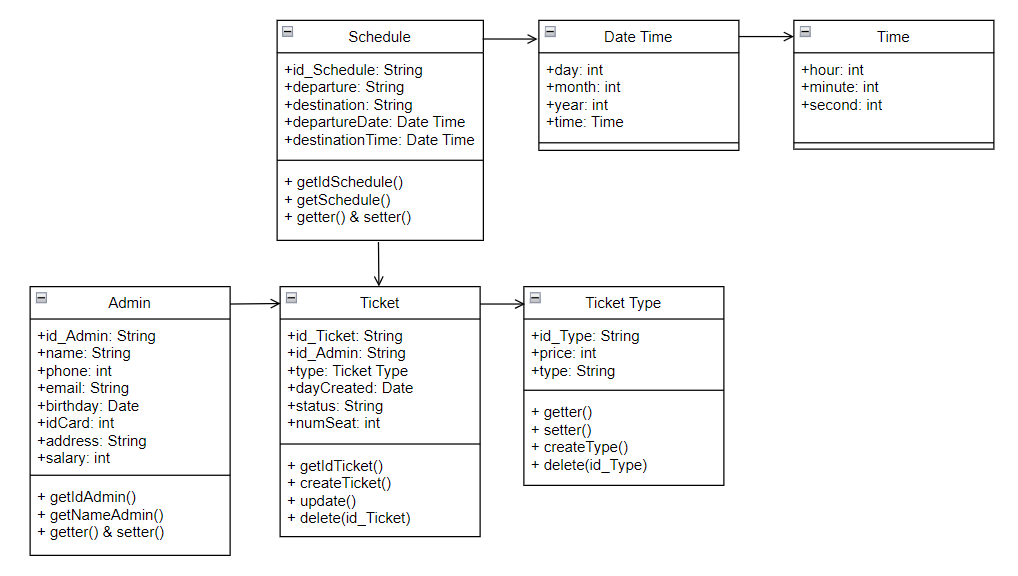 Schedule
+id_Schedule: String
+departure: String
+destination: String
+departureDate: Date Time
+destinationTime: Date Time
+ getIdSchedule()
+ getSchedule()
+ getter() & setter()
Date Time
+day: int
+month: int
+year: int
+time: Time
Time
+hour: int
+minute: int
+second: int
Admin
+id_Admin: String
+name: String
+phone: int
+email: String
+birthday: Date
+idCard: int
+address: String
+salary: int
+ getIdAdmin()
+ getNameAdmin()
+ getter() & setter()
Ticket
+id_Ticket: String
+id_Admin: String
+type: Ticket Type
+dayCreated: Date
+status: String
+numSeat: int
+ getIdTicket()
+ createTicket()
+ update()
+ delete(id_Ticket)
Ticket Type
+id_Type: String
+price: int
+type: String
+ getter()
+ setter()
+ createType()
+ delete(id_Type)